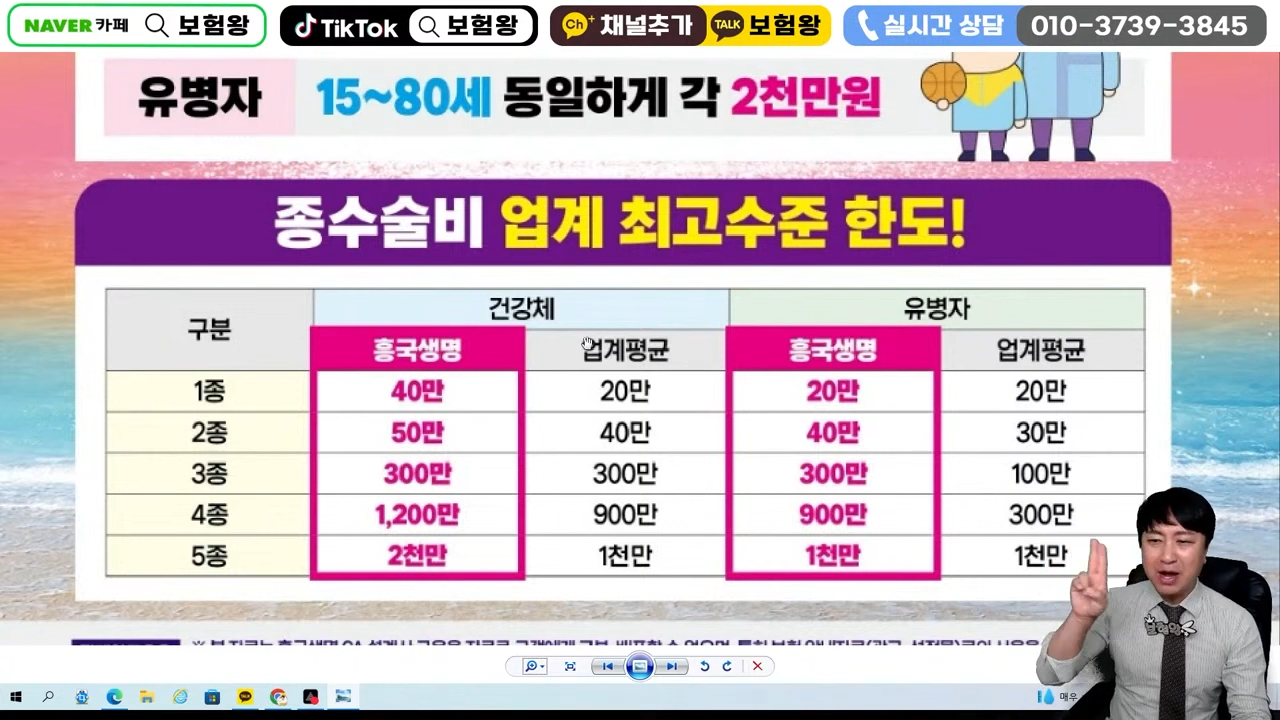 NAVER 카페 보험왕 TikTok 보험왕 Ch+ 채널추가 TALK 보험왕 실시간 상담 010-3739-3845
유병자 15~80세 동일하게 각 2천만원
종수술비 업계 최고수준 한도!
구분 건강체 유병자
흥국생명 업계평균 흥국생명 업계평균
1종 40만 20만 20만 20만
2종 50만 40만 40만 30만
3종 300만 300만 300만 100만
4종 1,200만 900만 900만 300만
5종 2천만 1천만 1천만 1천만
TALK 매우